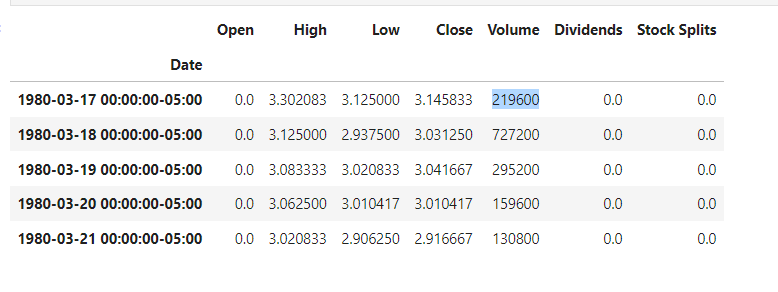 Open High Low Close Volume Dividends Stock Splits
Date
1980-03-17 00:00:00-05:00 0.0 3.302083 3.125000 3.145833 219600 0.0 0.0
1980-03-18 00:00:00-05:00 0.0 3.125000 2.937500 3.031250 727200 0.0 0.0
1980-03-19 00:00:00-05:00 0.0 3.083333 3.020833 3.041667 295200 0.0 0.0
1980-03-20 00:00:00-05:00 0.0 3.062500 3.010417 3.010417 159600 0.0 0.0
1980-03-21 00:00:00-05:00 0.0 3.020833 2.906250 2.916667 130800 0.0 0.0